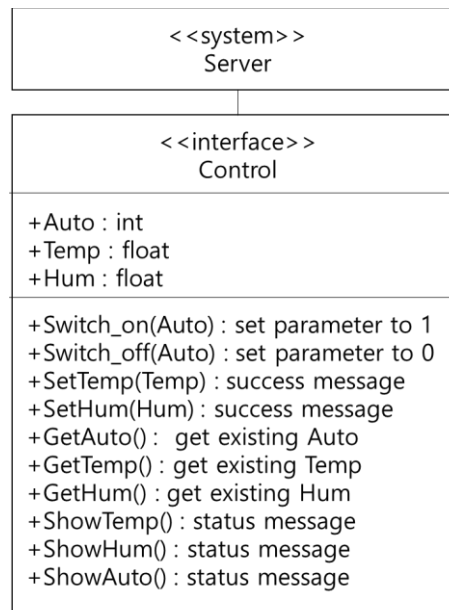 <<system>>
Server
<<interface>>
Control
+Auto : int
+Temp : float
+Hum : float
+Switch_on(Auto) : set parameter to 1
+Switch_off(Auto) : set parameter to 0
+SetTemp(Temp) : success message
+SetHum(Hum) : success message
+GetAuto() : get existing Auto
+GetTemp() : get existing Temp
+GetHum() : get existing Hum
+ShowTemp() : status message
+ShowHum() : status message
+ShowAuto() : status message